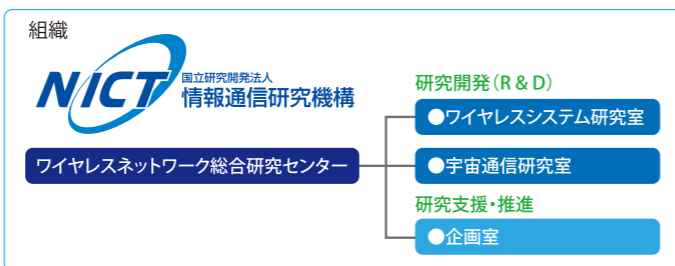 組織
NICT
国立研究開発法人
情報通信研究機構
ワイヤレスネットワーク総合研究センター
研究開発(R & D)
●ワイヤレスシステム研究室
●宇宙通信研究室
研究支援・推進
●企画室